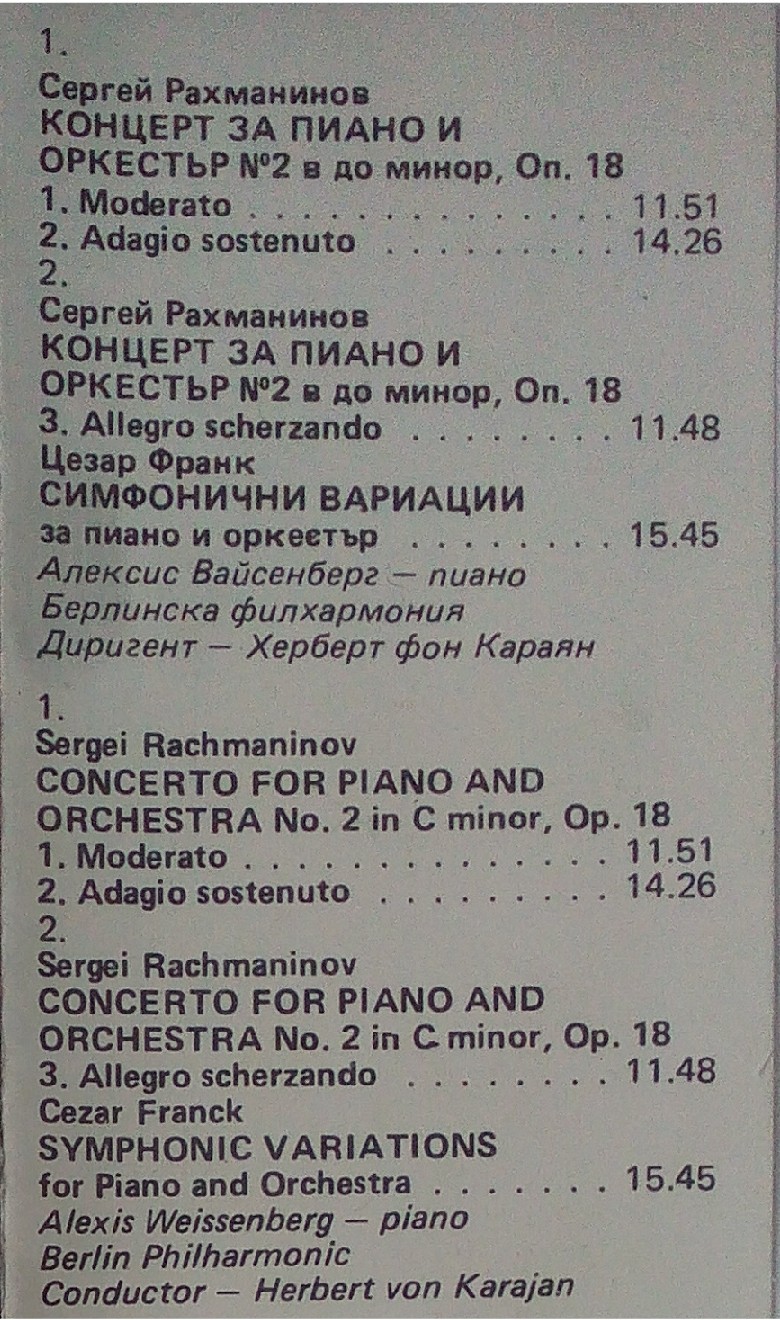 1.
Сергей Рахманинов
КОНЦЕРТ ЗА ПИАНО И
ОРКЕСТЬР №2 в до минор, Оп. 18
1. Moderato . . . . . . . . . . . . . . . 11.51
2. Adagio sostenuto . . . . . . . . . 14.26
2.
Сергей Рахманинов
КОНЦЕРТ ЗА ПИАНО И
ОРКЕСТЬР №2 в до минор, Оп. 18
3. Allegro scherzando . . . . . . . . 11.48
Цезар Франк
СИМФОНИЧНИ ВАРИАЦИИ
за пиано и оркестър . . . . . . . . 15.45
Алексис Вайсенберг — пиано
Берлинска филхармония
Диригент — Херберт фон Караян
1.
Sergei Rachmaninov
CONCERTO FOR PIANO AND
ORCHESTRA No. 2 in C minor, Op. 18
1. Moderato . . . . . . . . . . . . . . . 11.51
2. Adagio sostenuto . . . . . . . . . 14.26
2.
Sergei Rachmaninov
CONCERTO FOR PIANO AND
ORCHESTRA No. 2 in C minor, Op. 18
3. Allegro scherzando . . . . . . . . 11.48
Cezar Franck
SYMPHONIC VARIATIONS
for Piano and Orchestra . . . . . . . 15.45
Alexis Weissenberg — piano
Berlin Philharmonic
Conductor — Herbert von Karajan